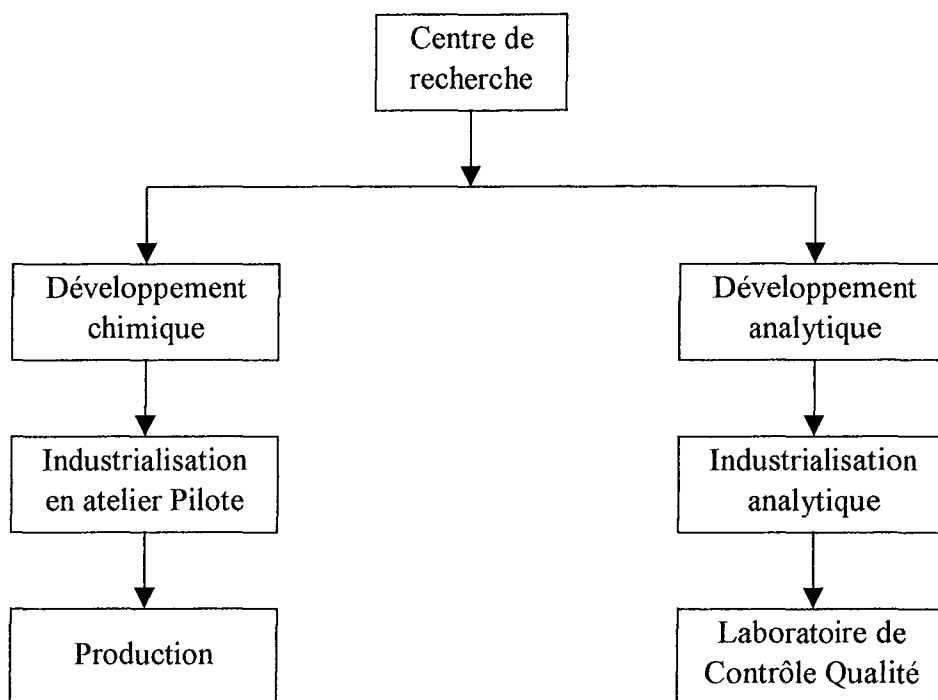 Centre de
recherche
Développement
chimique
Développement
analytique
Industrialisation
en atelier Pilote
Industrialisation
analytique
Production
Laboratoire de
Contrôle Qualité